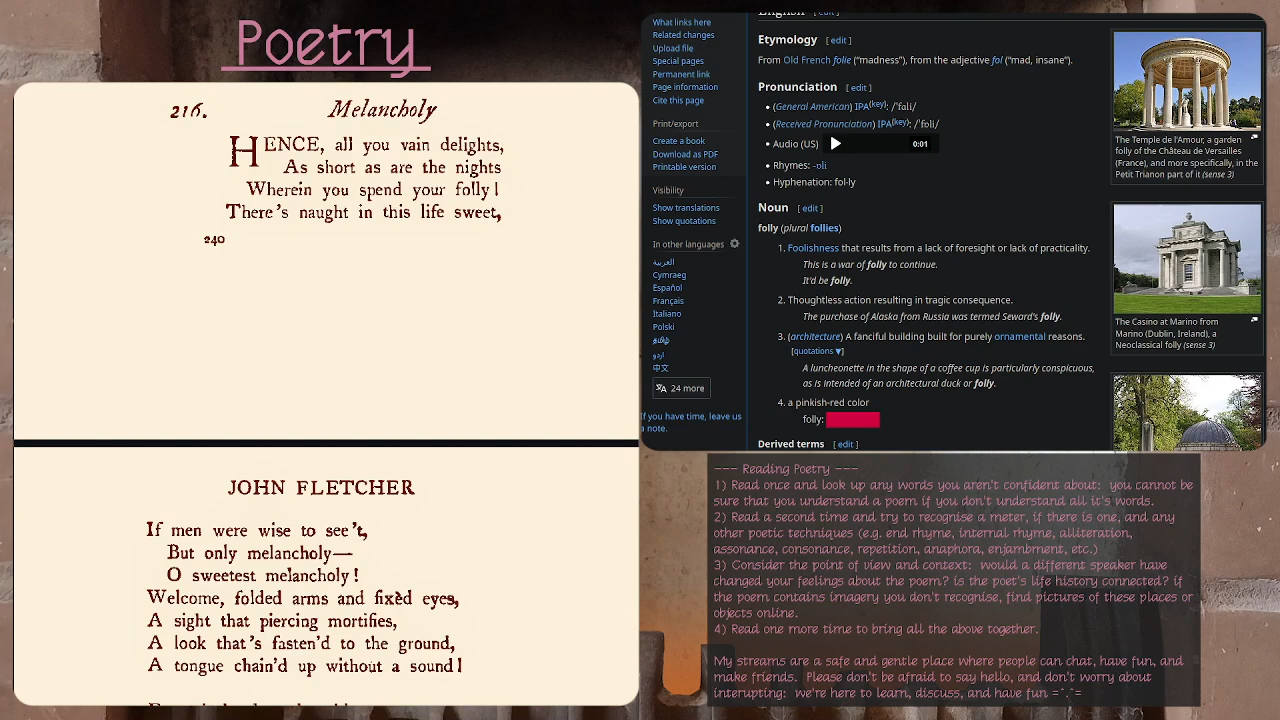 Poetry
216. Melancholy
HENCE, all you vain delights,
As short as are the nights
Wherein you spend your folly!
There's naught in this life sweet,
240
JOHN FLETCHER
If men were wise to see't,
But only melancholy—
O sweetest melancholy!
Welcome, folded arms and fixèd eyes,
A sight that piercing mortifies,
A look that's fasten'd to the ground,
A tongue chain'd up without a sound!
What links here
Related changes
Upload file
Special pages
Permanent link
Page information
Cite this page
Print/export
Create a book
Download as PDF
Printable version
Visibility
Show translations
Show quotations
In other languages
العربية
Cymraeg
Español
Français
Italiano
Polski
தமிழ்
اردو
中文
24 more
If you have time, leave us
a note.
English [ edit ]
Etymology [ edit ]
From Old French folie (“madness”), from the adjective fol (“mad, insane”).
Pronunciation [ edit ]
• (General American) IPA(key): /ˈfɑli/
• (Received Pronunciation) IPA(key): /ˈfɒli/
• Audio (US) 0:01
• Rhymes: -ɒli
• Hyphenation: fol‧ly
Noun [ edit ]
folly (plural follies)
1. Foolishness that results from a lack of foresight or lack of practicality.
This is a war of folly to continue.
It'd be folly.
2. Thoughtless action resulting in tragic consequence.
The purchase of Alaska from Russia was termed Seward's folly.
3. (architecture) A fanciful building built for purely ornamental reasons.
[quotations ▼]
A luncheonette in the shape of a coffee cup is particularly conspicuous,
as is intended of an architectural duck or folly.
4. a pinkish-red color
folly:
Derived terms [ edit ]
The Temple de l'Amour, a garden
folly of the Château de Versailles
(France), and more specifically, in the
Petit Trianon part of it (sense 3)
The Casino at Marino from
Marino (Dublin, Ireland), a
Neoclassical folly (sense 3)
--- Reading Poetry ---
1) Read once and look up any words you aren't confident about: you cannot be
sure that you understand a poem if you don't understand all it's words.
2) Read a second time and try to recognise a meter, if there is one, and any
other poetic techniques (e.g. end rhyme, internal rhyme, alliteration,
assonance, consonance, repetition, anaphora, enjambment, etc.)
3) Consider the point of view and context: would a different speaker have
changed your feelings about the poem? is the poet's life history connected? if
the poem contains imagery you don't recognise, find pictures of these places or
objects online.
4) Read one more time to bring all the above together.
My streams are a safe and gentle place where people can chat, have fun, and
make friends. Please don't be afraid to say hello, and don't worry about
interupting: we're here to learn, discuss, and have fun =^.^=